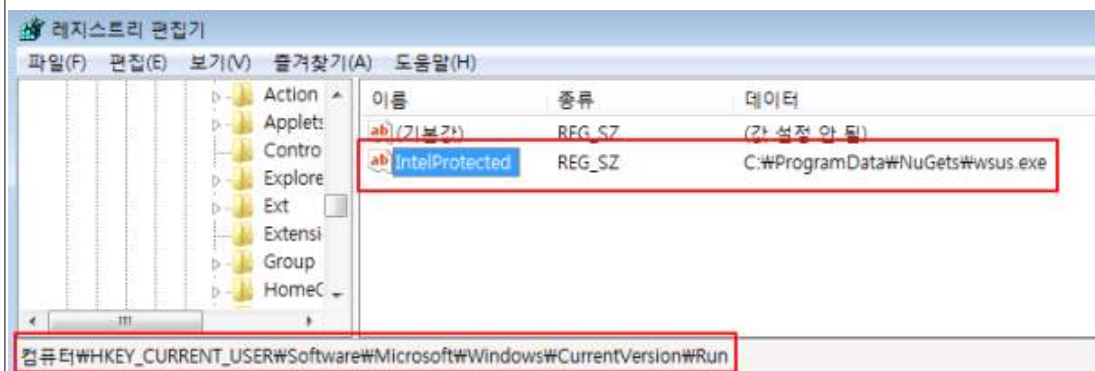 레지스트리 편집기
파일(F) 편집(E) 보기(V) 즐겨찾기(A) 도움말(H)
Action
Applets
Contro
Explore
Ext
Extensi
Group
HomeG
이름 종류 데이터
(기본값) REG_SZ (값 설정 안 됨)
IntelProtected REG_SZ C:₩ProgramData₩NuGets₩wsus.exe
컴퓨터₩HKEY_CURRENT_USER₩Software₩Microsoft₩Windows₩CurrentVersion₩Run